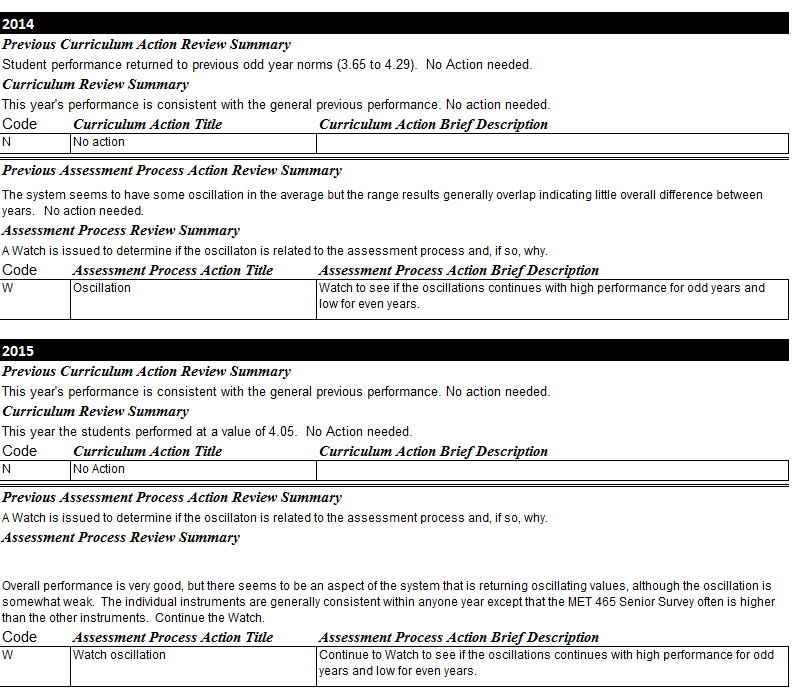 2014
Previous Curriculum Action Review Summary
Student performance returned to previous odd year norms (3.65 to 4.29).  No Action needed.
Curriculum Review Summary
This year's performance is consistent with the general previous performance. No action needed.
Code Curriculum Action Title Curriculum Action Brief Description
N No action
Previous Assessment Process Action Review Summary
The system seems to have some oscillation in the average but the range results generally overlap indicating little overall difference between
years.   No action needed.
Assessment Process Review Summary
A Watch is issued to determine if the oscillaton is related to the assessment process and, if so, why.
Code Assessment Process Action Title Assessment Process Action Brief Description
W Oscillation Watch to see if the oscillations continues with high performance for odd years and
low for even years.
2015
Previous Curriculum Action Review Summary
This year's performance is consistent with the general previous performance. No action needed.
Curriculum Review Summary
This year the students performed at a value of 4.05.  No Action needed.
Code Curriculum Action Title Curriculum Action Brief Description
N No Action
Previous Assessment Process Action Review Summary
A Watch is issued to determine if the oscillaton is related to the assessment process and, if so, why.
Assessment Process Review Summary
Overall performance is very good, but there seems to be an aspect of the system that is returning oscillating values, although the oscillation is
somewhat weak.  The individual instruments are generally consistent within anyone year except that the MET 465 Senior Survey often is higher
than the other instruments.  Continue the Watch.
Code Assessment Process Action Title Assessment Process Action Brief Description
W Watch oscillation Continue to Watch to see if the oscillations continues with high performance for odd
years and low for even years.